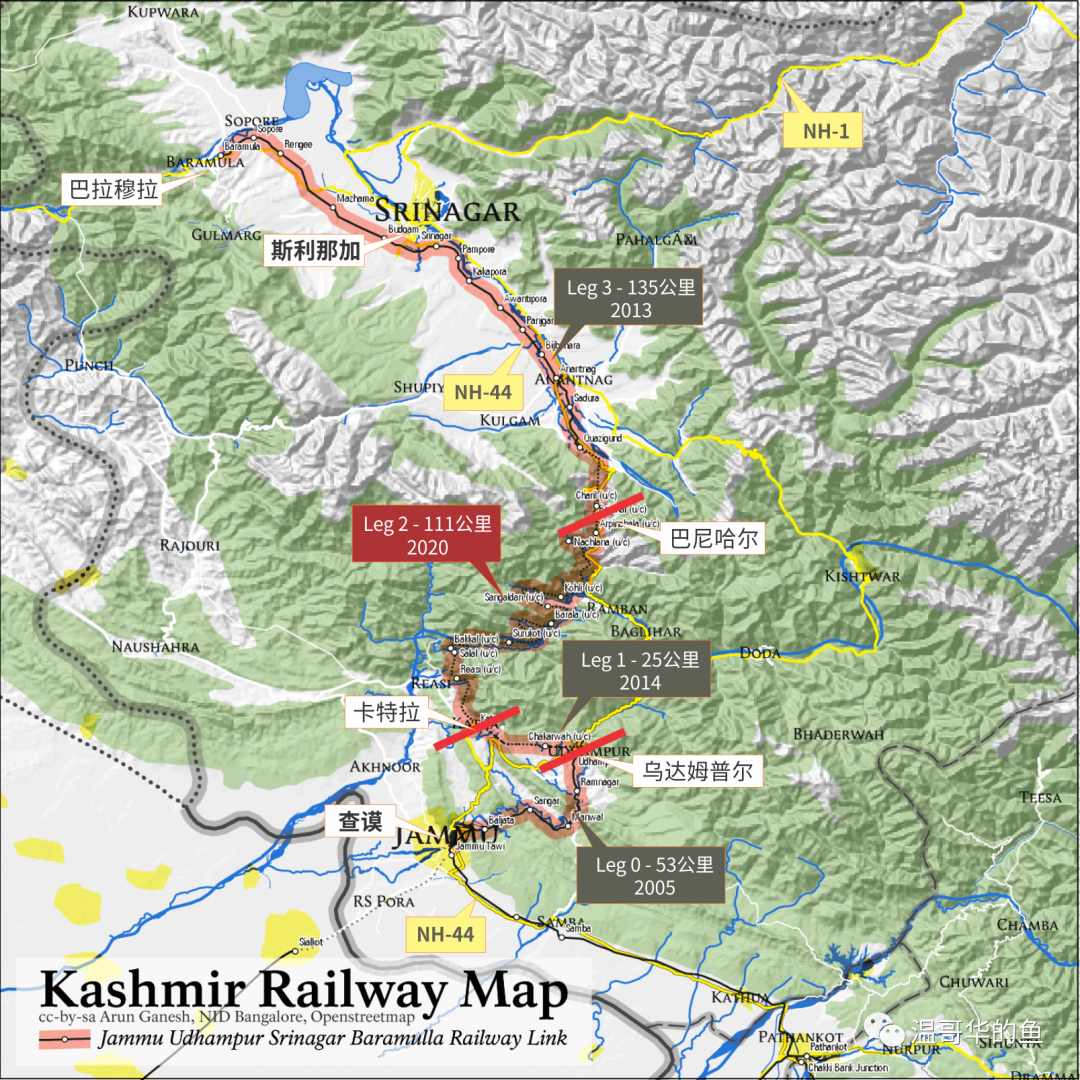 KUPWARA
NH-1
SOPORE
Sopore
Baramula
Rengee
BARAMULA
巴拉穆拉
Mazhama
SRINAGAR
GULMARG
Budgam
Srinagar
斯利那加
Pampore
PAHALGAM
Kakapora
Leg 3 - 135公里
2013
Awantipora
Panjgam
Bijbehara
PUNCH
Anantnag
ANANTNAG
SHUPIY
NH-44
Sadura
KULGAM
Quazigund
Charil (u/c)
(u/c)
Leg 2 - 111公里
2020
Arpinchala (u/c)
巴尼哈尔
RAJOURI
Nachlana (u/c)
KISHTWAR
Kohli (u/c)
Sangaldan (u/c)
RAMBAN
Barala (u/c)
BAGLIHAR
Surukot (u/c)
NAUSHAHRA
Bakkal (u/c)
Salal (u/c)
DODA
Leg 1 - 25公里
2014
Reasi (u/c)
REASI
卡特拉
Chakarwah (u/c)
BHADERWAH
UDHAMPUR
Udhamp
AKHNOOR
乌达姆普尔
Ramnagar
TEESA
Sangar
查谟
Baljata
Manwal
JAMMU
Jammu Tawi
Leg 0 - 53公里
2005
RS PORA
SAMBA
Samba
CHAMBA
NH-44
Sialkot
Kashmir Railway Map
CHUWARI
KATHUA
cc-by-sa Arun Ganesh, NID Bangalore, Openstreetmap
Jammu Udhampur Srinagar Baramulla Railway Link
温哥华的鱼
PATHANKOT
Pathankot
NURPUR
SIHUNTA
Chakki Bank Junction
DRAMMA